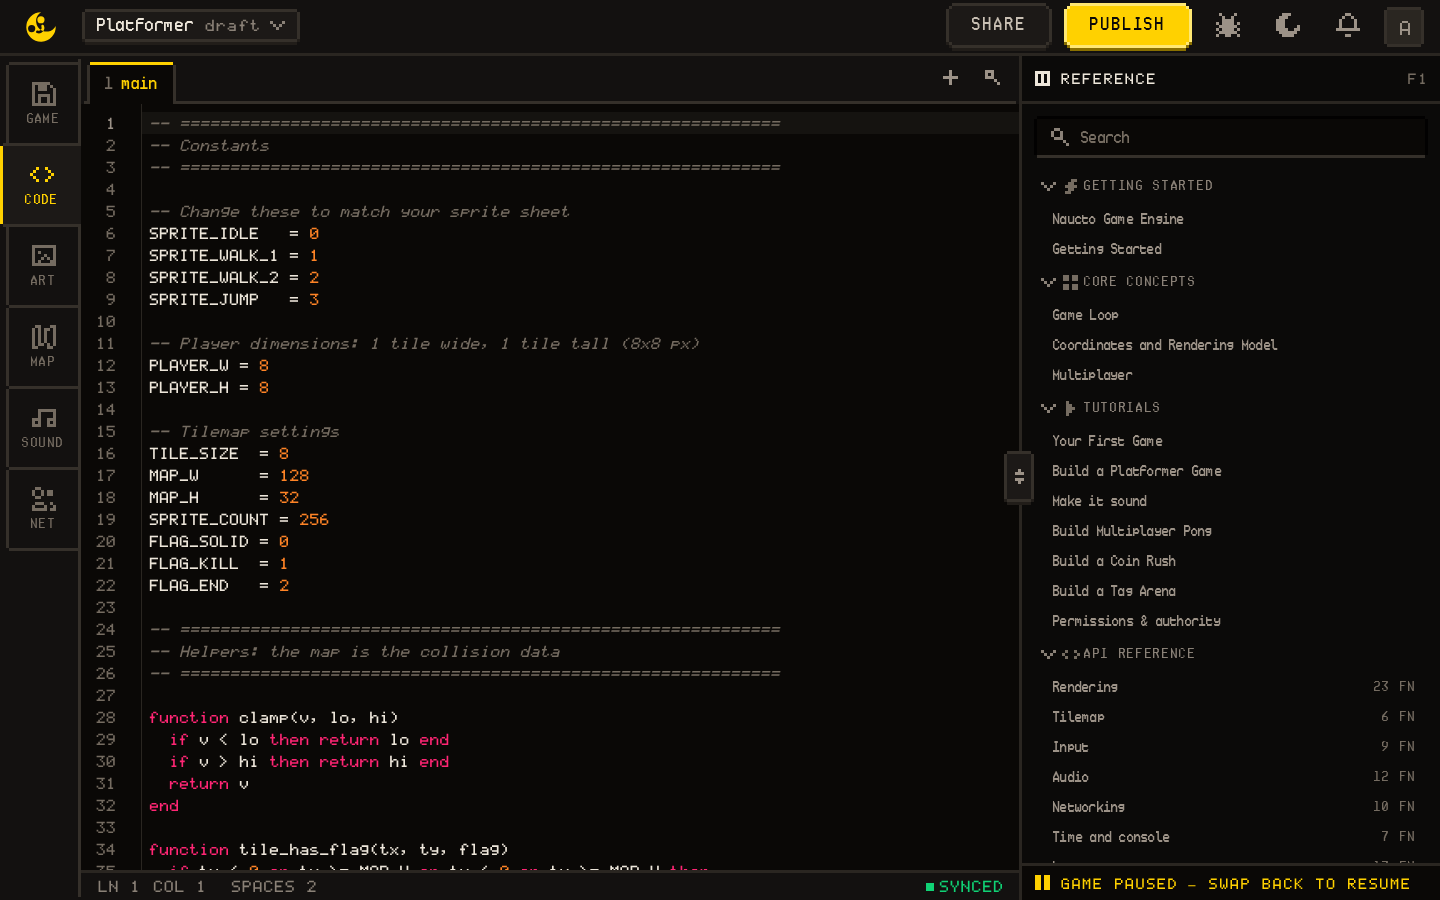 Platformer draft
SHARE
PUBLISH
A
GAME
CODE
ART
MAP
SOUND
NET
1 main
1 -- ============================================================
2 -- Constants
3 -- ============================================================
4
5 -- Change these to match your sprite sheet
6 SPRITE_IDLE   = 0
7 SPRITE_WALK_1 = 1
8 SPRITE_WALK_2 = 2
9 SPRITE_JUMP   = 3
10
11 -- Player dimensions: 1 tile wide, 1 tile tall (8x8 px)
12 PLAYER_W = 8
13 PLAYER_H = 8
14
15 -- Tilemap settings
16 TILE_SIZE  = 8
17 MAP_W      = 128
18 MAP_H      = 32
19 SPRITE_COUNT = 256
20 FLAG_SOLID = 0
21 FLAG_KILL  = 1
22 FLAG_END   = 2
23
24 -- ============================================================
25 -- Helpers: the map is the collision data
26 -- ============================================================
27
28 function clamp(v, lo, hi)
29   if v < lo then return lo end
30   if v > hi then return hi end
31   return v
32 end
33
34 function tile_has_flag(tx, ty, flag)
LN 1 COL 1 SPACES 2
SYNCED
REFERENCE F1
Search
GETTING STARTED
Naucto Game Engine
Getting Started
CORE CONCEPTS
Game Loop
Coordinates and Rendering Model
Multiplayer
TUTORIALS
Your First Game
Build a Platformer Game
Make it sound
Build Multiplayer Pong
Build a Coin Rush
Build a Tag Arena
Permissions & authority
API REFERENCE
Rendering 23 FN
Tilemap 6 FN
Input 9 FN
Audio 12 FN
Networking 10 FN
Time and console 7 FN
GAME PAUSED – SWAP BACK TO RESUME